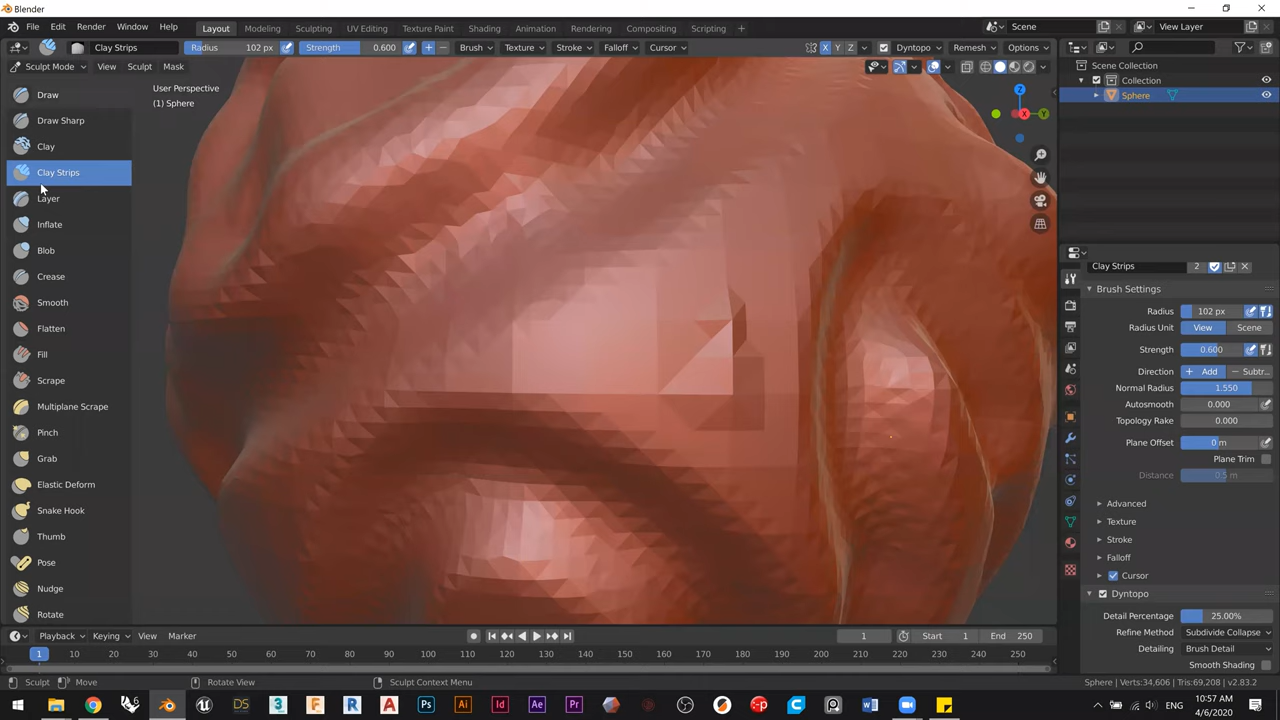 Blender
File Edit Render Window Help Layout Modeling Sculpting UV Editing Texture Paint Shading Animation Rendering Compositing Scripting + Scene View Layer
Clay Strips Radius 102 px Strength 0.600 Brush Texture Stroke Falloff Cursor X Y Z Dyntopo Remesh Options
Sculpt Mode View Sculpt Mask
User Perspective
(1) Sphere
Draw
Draw Sharp
Clay
Clay Strips
Layer
Inflate
Blob
Crease
Smooth
Flatten
Fill
Scrape
Multiplane Scrape
Pinch
Grab
Elastic Deform
Snake Hook
Thumb
Pose
Nudge
Rotate
Z
X Y
Scene Collection
Collection
Sphere
Clay Strips 2
Brush Settings
Radius 102 px
Radius Unit View Scene
Strength 0.600
Direction + Add − Subtr...
Normal Radius 1.550
Autosmooth 0.000
Topology Rake 0.000
Plane Offset 0 m
Plane Trim
Distance 0.5 m
Advanced
Texture
Stroke
Falloff
Cursor
Dyntopo
Detail Percentage 25.00%
Refine Method Subdivide Collapse
Detailing Brush Detail
Smooth Shading
Playback Keying View Marker 1 Start 1 End 250
1 10 20 30 40 50 60 70 80 90 100 110 120 130 140 150 160 170 180 190 200 210 220 230 240 250
Sculpt Move Rotate View Sculpt Context Menu Sphere | Verts:34,606 | Tris:69,208 | v2.83.2
DS 3 F R A Ps Ai Id Ae Pr
10:57 AM
4/6/2020